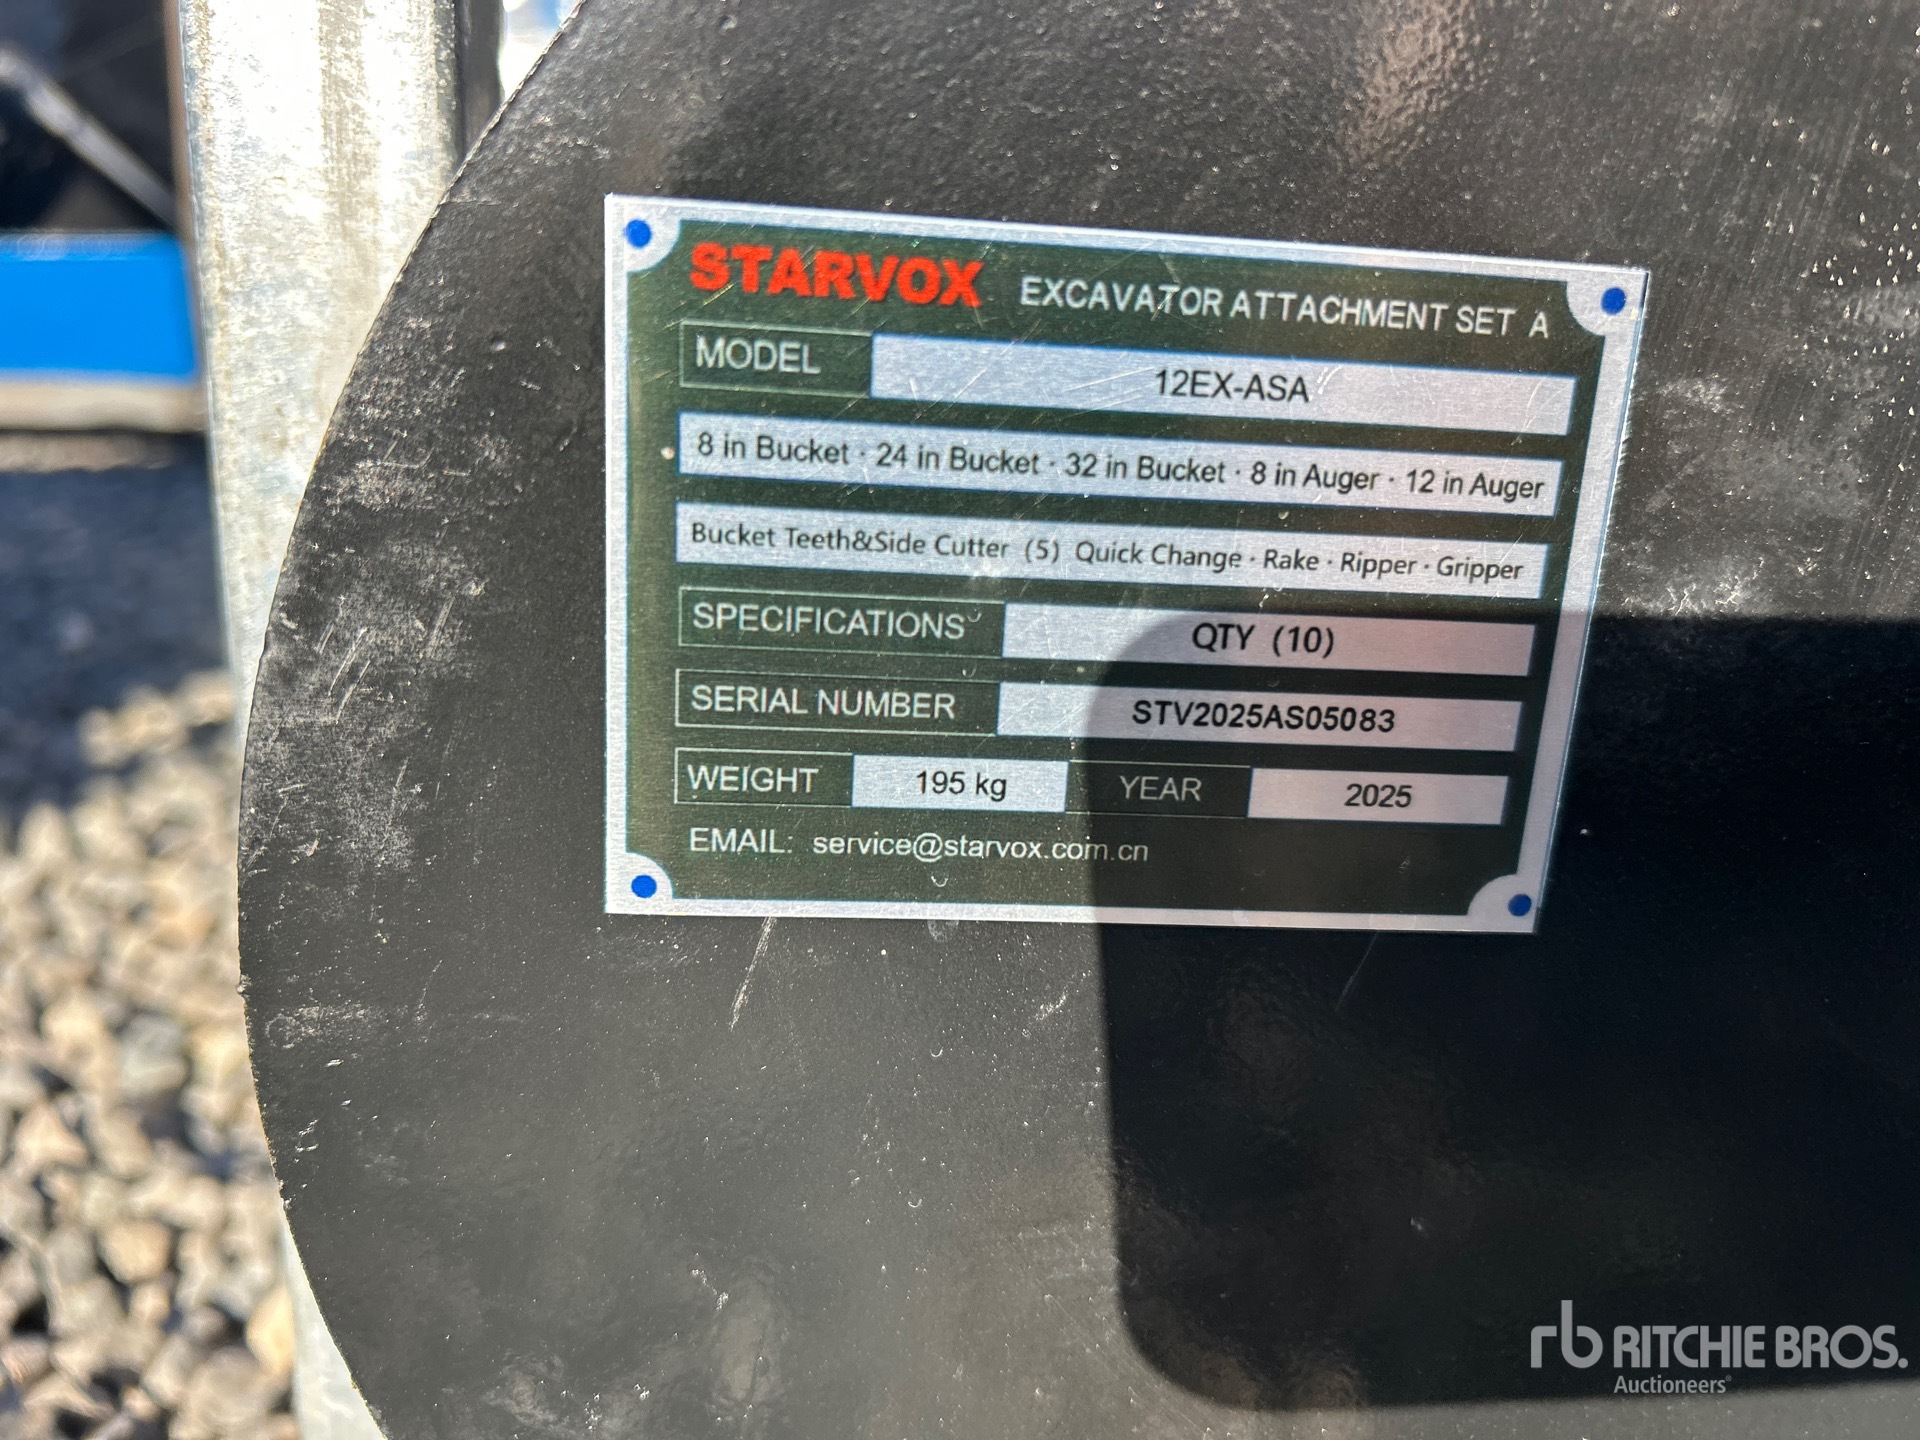 STARVOX EXCAVATOR ATTACHMENT SET A
MODEL 12EX-ASA
8 in Bucket · 24 in Bucket · 32 in Bucket · 8 in Auger · 12 in Auger
Bucket Teeth&Side Cutter (5) Quick Change · Rake · Ripper · Gripper
SPECIFICATIONS QTY (10)
SERIAL NUMBER STV2025AS05083
WEIGHT 195 kg YEAR 2025
EMAIL: service@starvox.com.cn
rb RITCHIE BROS.
Auctioneers®